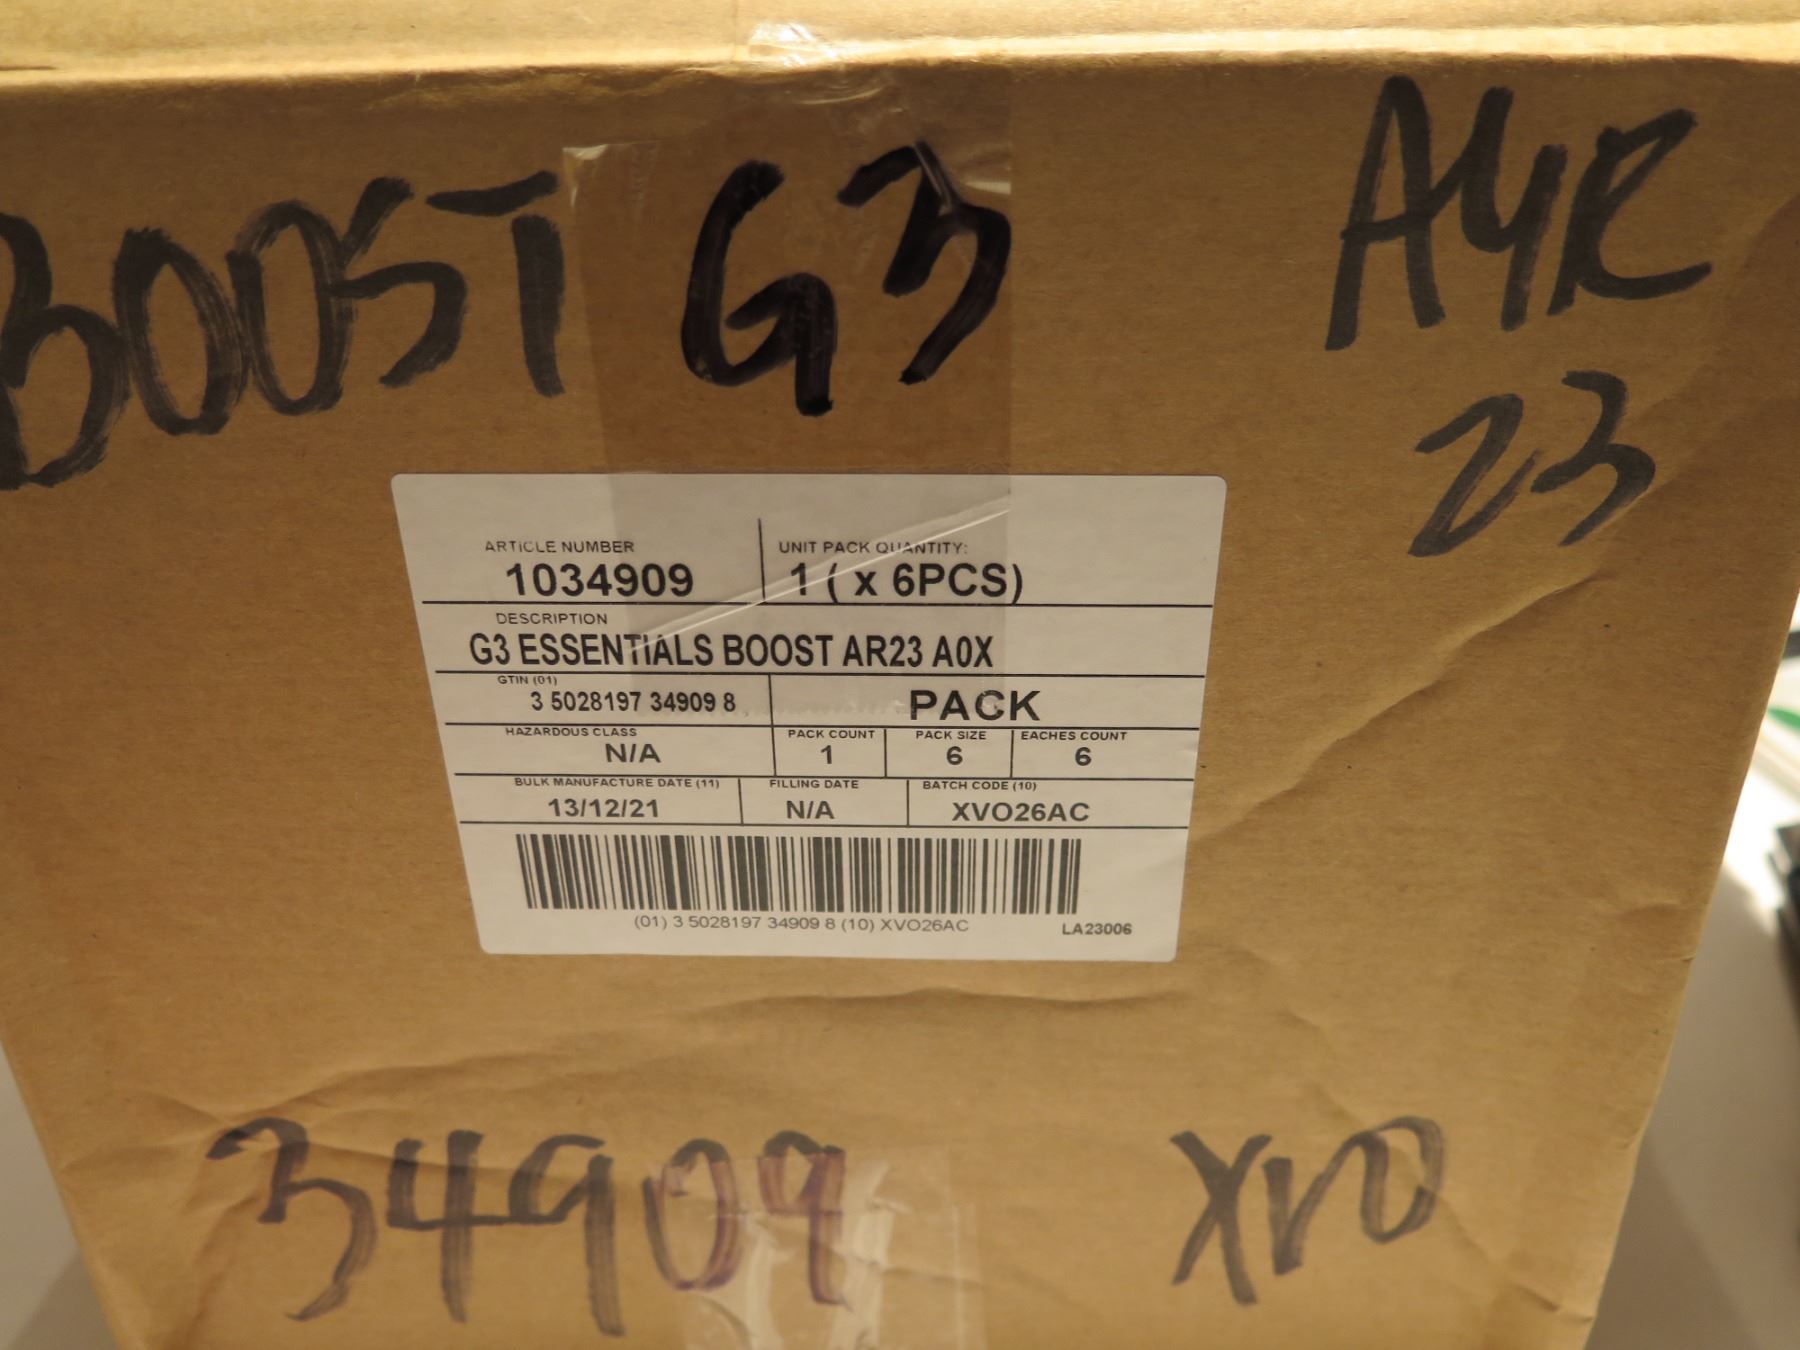 BOOST G3 AYR
23
ARTICLE NUMBER UNIT PACK QUANTITY:
1034909 1 ( x 6PCS)
DESCRIPTION
G3 ESSENTIALS BOOST AR23 A0X
GTIN (01)
3 5028197 34909 8 PACK
HAZARDOUS CLASS PACK COUNT PACK SIZE EACHES COUNT
N/A 1 6 6
BULK MANUFACTURE DATE (11) FILLING DATE BATCH CODE (10)
13/12/21 N/A XVO26AC
(01) 3 5028197 34909 8 (10) XVO26AC LA23006
34909 XVO